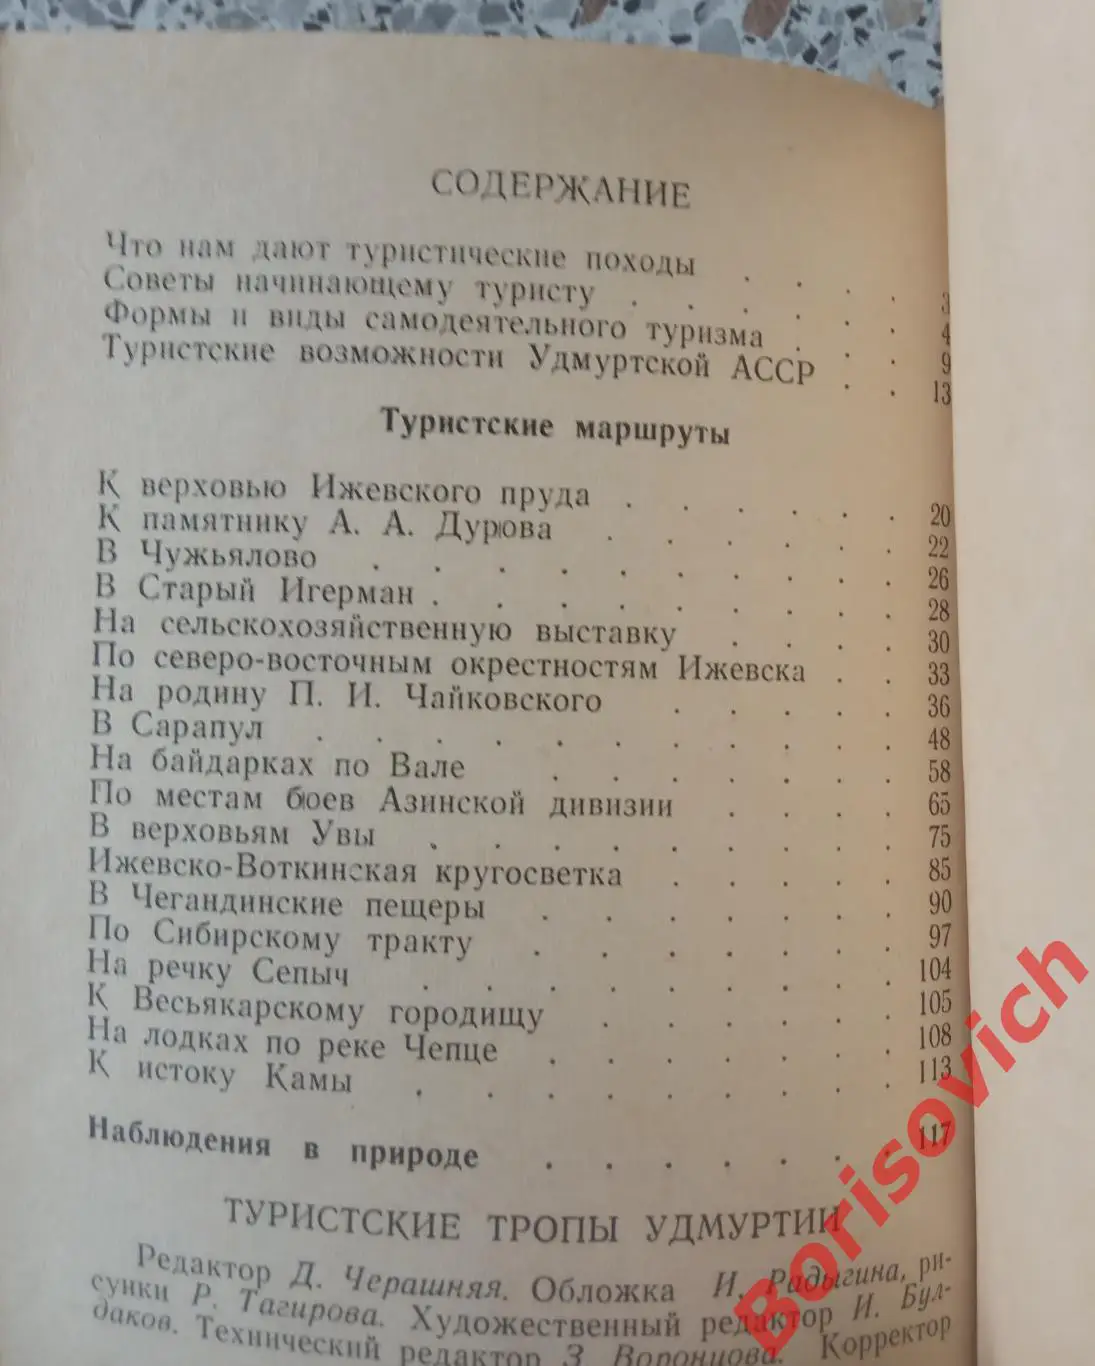 СОДЕРЖАНИЕ
Что нам дают туристические походы . . . . 3
Советы начинающему туристу . . . . . . 4
Формы и виды самодеятельного туризма . . . 9
Туристские возможности Удмуртской АССР . . 13
Туристские маршруты
К верховью Ижевского пруда . . . . . . 20
К памятнику А. А. Дурова . . . . . . 22
В Чужьялово . . . . . . . . . 26
В Старый Игерман . . . . . . . . 28
На сельскохозяйственную выставку . . . . 30
По северо-восточным окрестностям Ижевска . . 33
На родину П. И. Чайковского . . . . . 36
В Сарапул . . . . . . . . . . 48
На байдарках по Вале . . . . . . 58
По местам боев Азинской дивизии . . . . 65
В верховьям Увы . . . . . . . . 75
Ижевско-Воткинская кругосветка . . . . . 85
В Чегандинские пещеры . . . . . . 90
По Сибирскому тракту . . . . . . . 97
На речку Сепыч . . . . . . . . 104
К Весьякарскому городищу . . . . . 105
На лодках по реке Чепце . . . . . . 108
К истоку Камы . . . . . . . . 113
Наблюдения в природе . . . . . . . 117
ТУРИСТСКИЕ ТРОПЫ УДМУРТИИ
Редактор Д. Черашняя. Обложка И. Радыгина, ри-
сунки Р. Тагирова. Художественный редактор И. Бул-
даков. Технический редактор З. Воронцова. Корректор
Borisovich